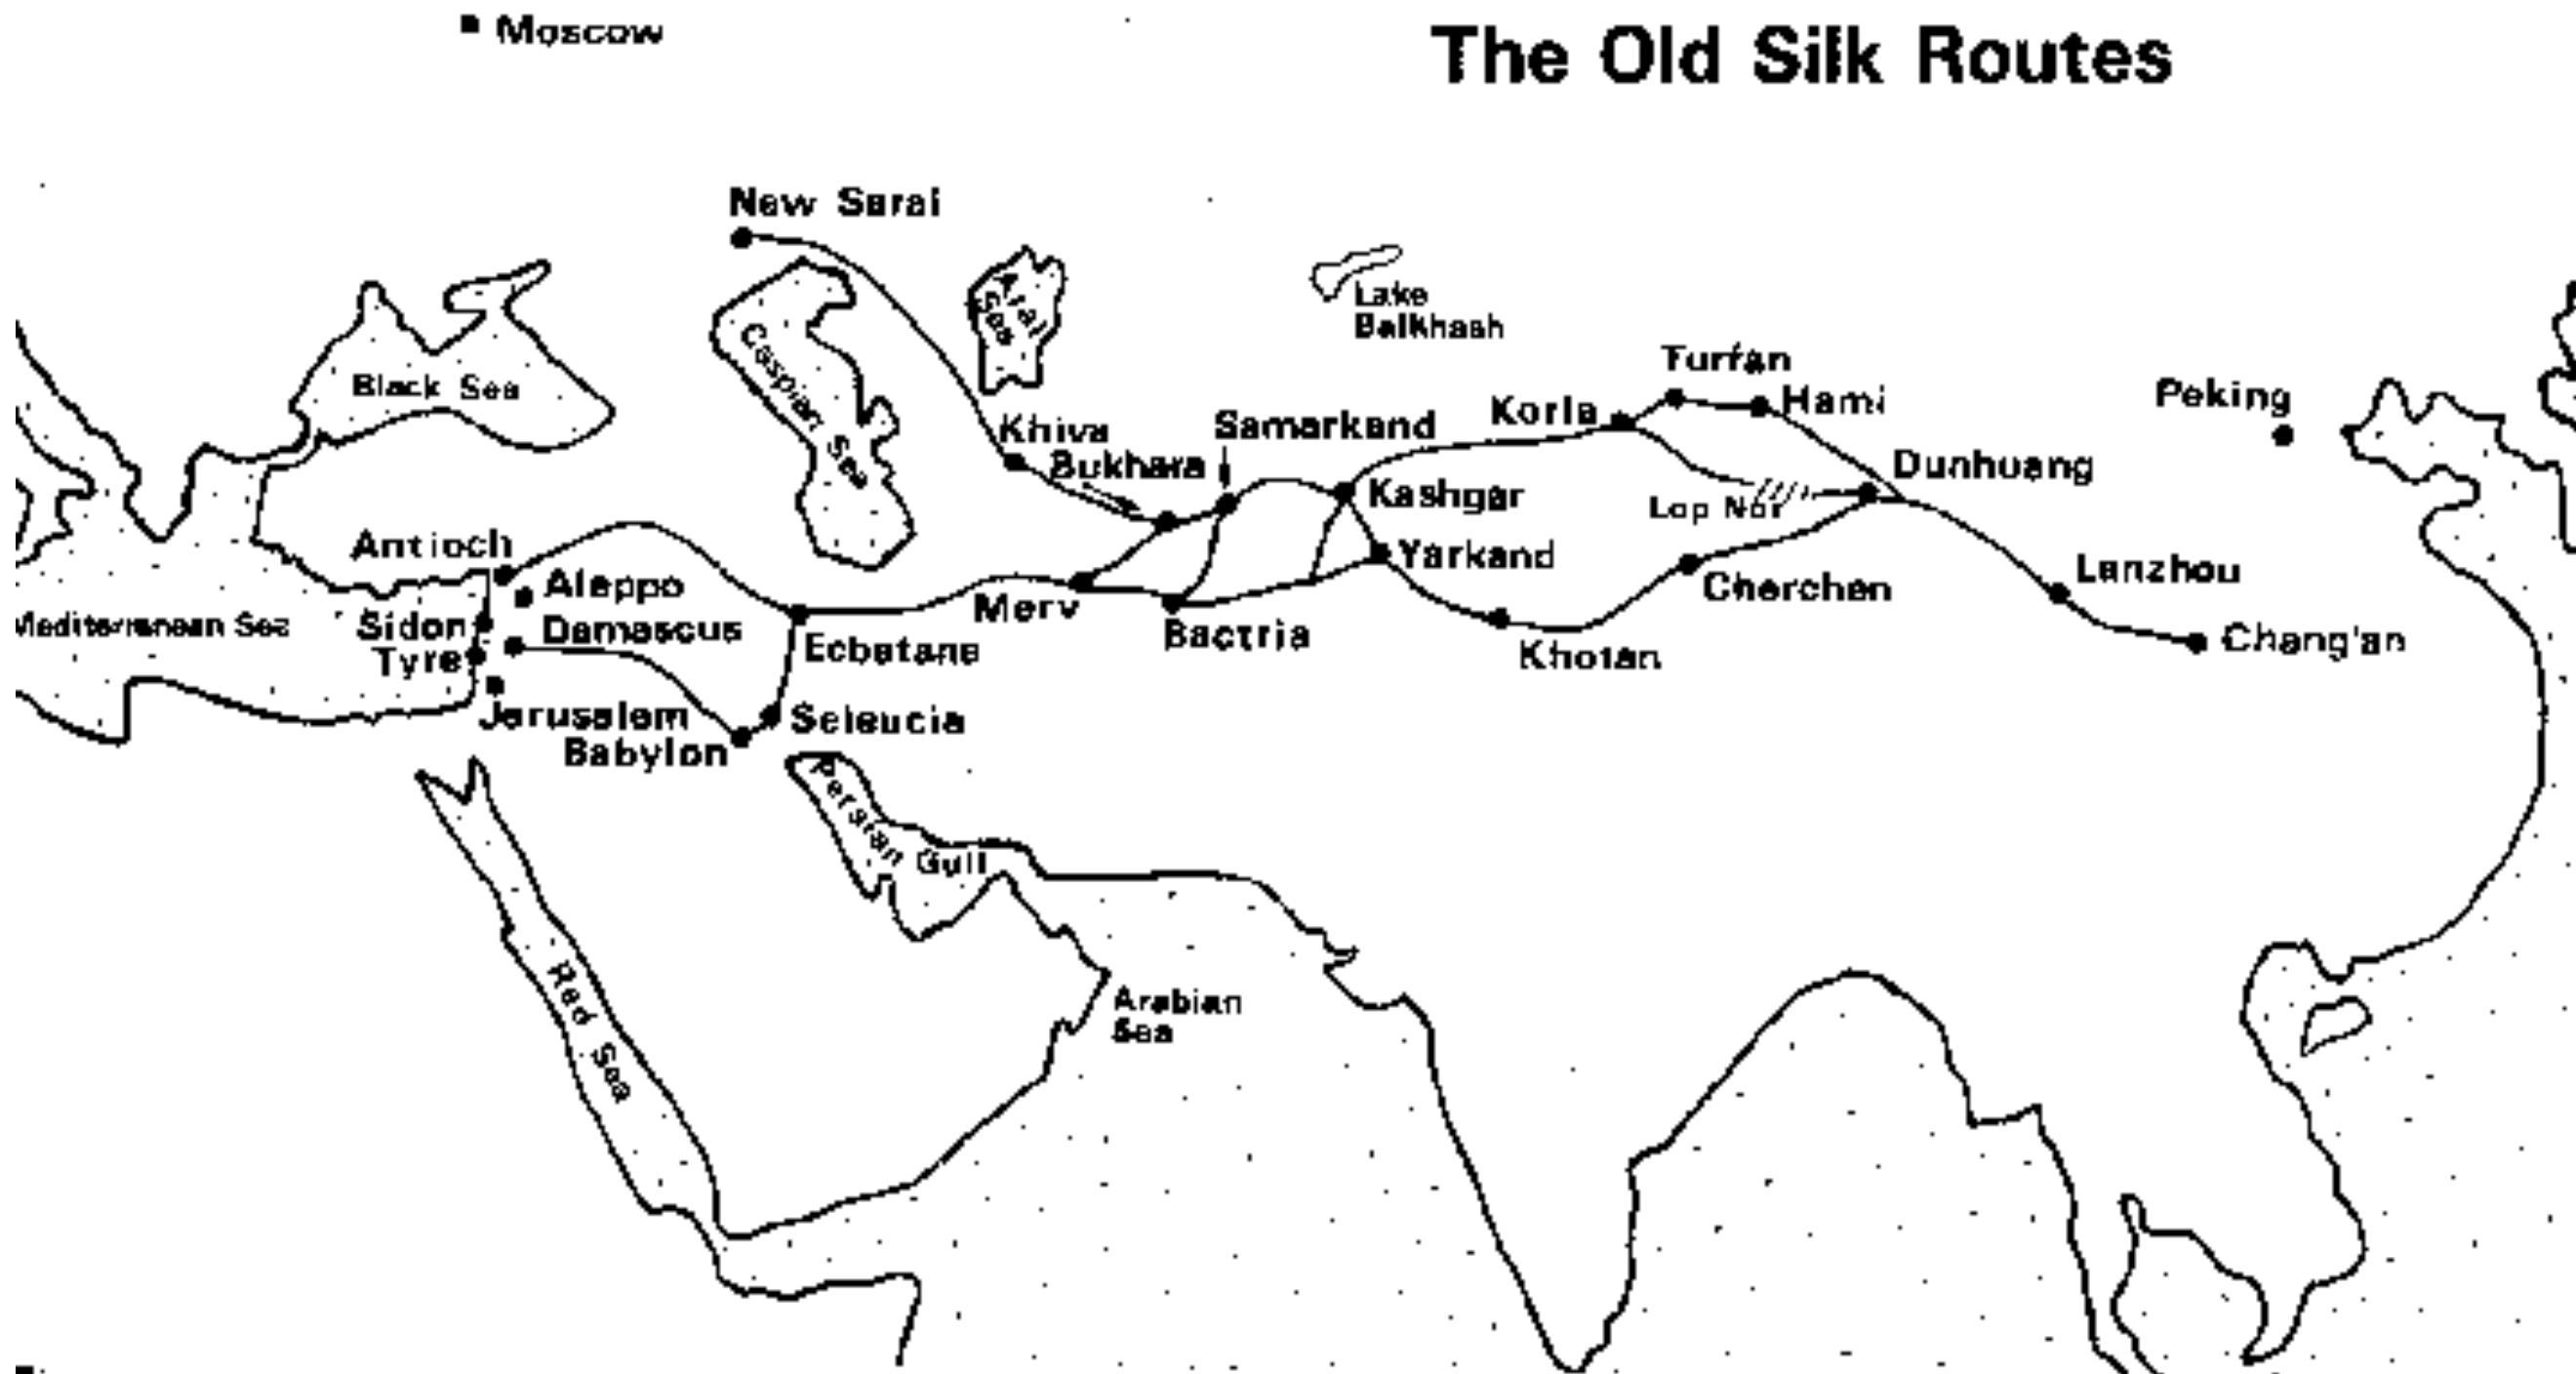 Moscow
The Old Silk Routes
New Sarai
Aral
Sea
Lake
Balkhash
Black Sea
Caspian Sea
Turfan
Hami
Korla
Peking
Khiva
Samarkand
Bukhara
Dunhuang
Kashgar
Lop Nor
Antioch
Yarkand
Aleppo
Cherchen
Lanzhou
Mediterranean Sea
Sidon
Damascus
Merv
Tyre
Ecbatana
Bactria
Khotan
Chang'an
Jerusalem
Seleucia
Babylon
Persian Gulf
Red Sea
Arabian
Sea